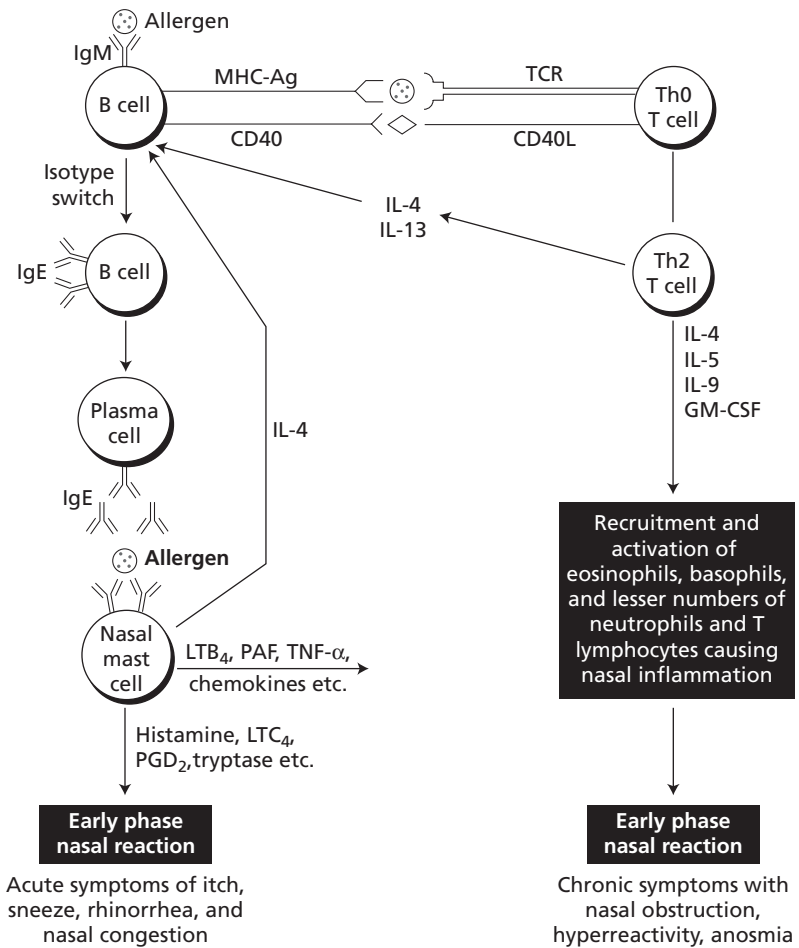 Allergen
IgM
B cell
MHC-Ag
TCR
Th0
T cell
CD40
CD40L
Isotype
switch
IL-4
IL-13
IgE
B cell
Th2
T cell
IL-4
IL-5
IL-9
GM-CSF
Plasma
cell
IL-4
IgE
Allergen
Nasal
mast
cell
LTB₄, PAF, TNF-α,
chemokines etc.
Recruitment and
activation of
eosinophils, basophils,
and lesser numbers of
neutrophils and T
lymphocytes causing
nasal inflammation
Histamine, LTC₄,
PGD₂,tryptase etc.
Early phase
nasal reaction
Acute symptoms of itch,
sneeze, rhinorrhea, and
nasal congestion
Early phase
nasal reaction
Chronic symptoms with
nasal obstruction,
hyperreactivity, anosmia